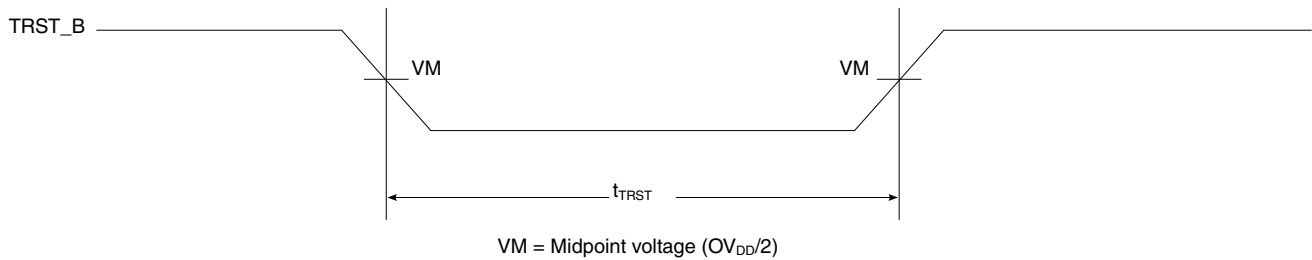 TRST_B
VM VM
tTRST
VM = Midpoint voltage (OVDD/2)